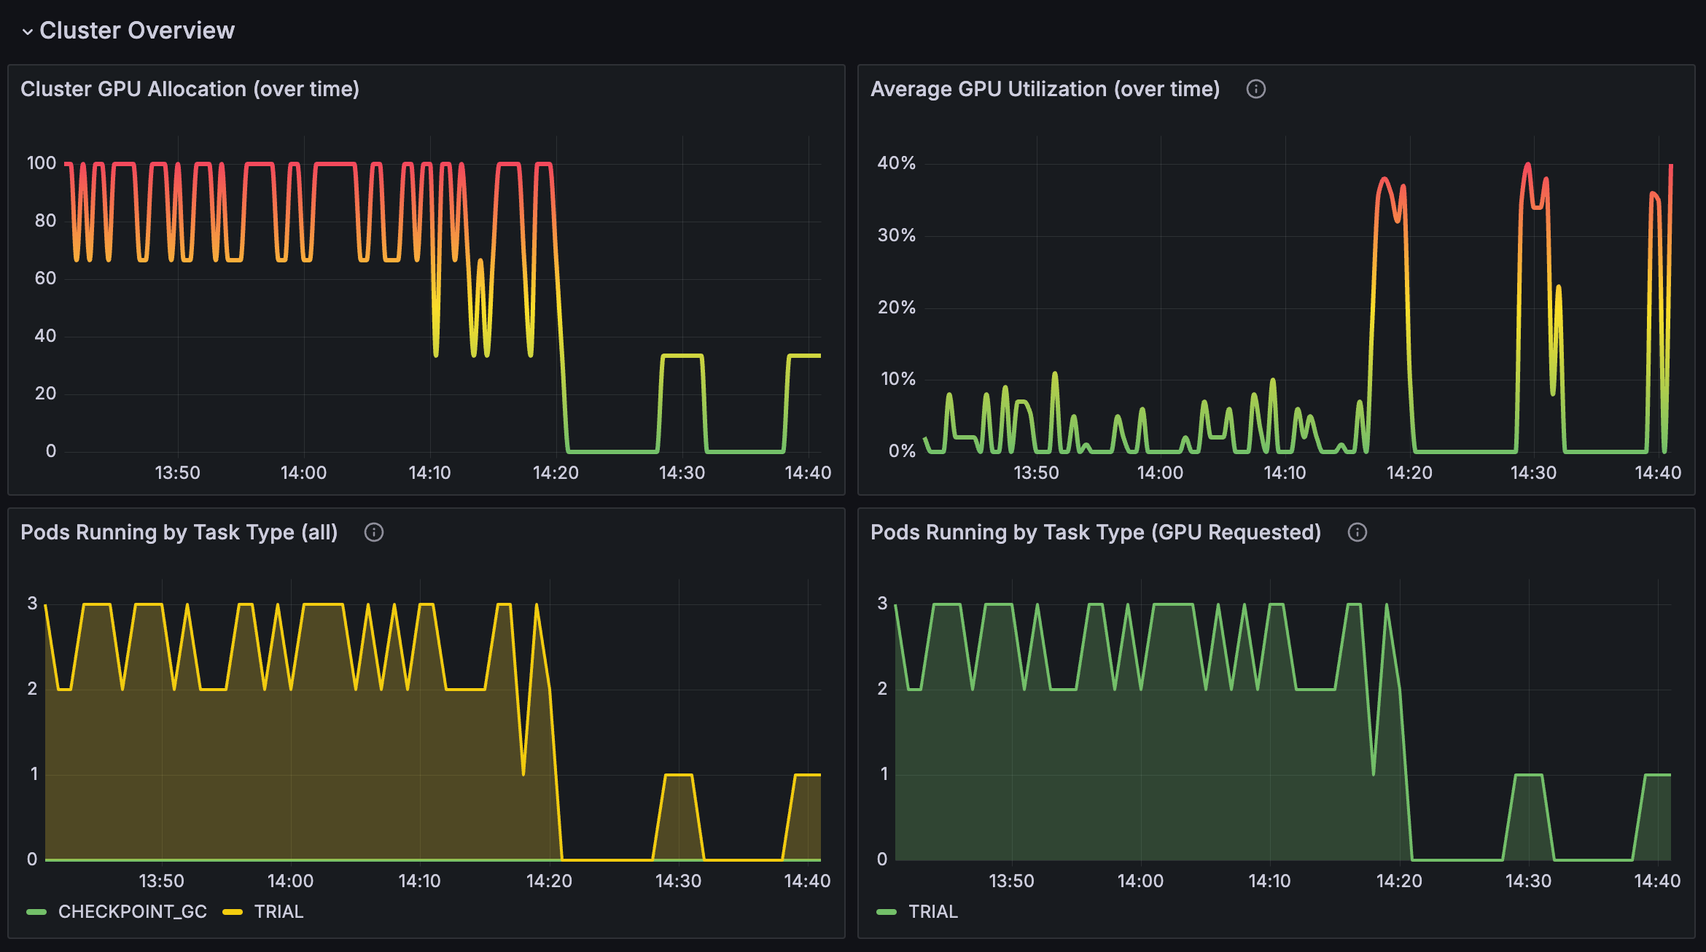 Cluster Overview
Cluster GPU Allocation (over time)
100
80
60
40
20
0
13:50 14:00 14:10 14:20 14:30 14:40
Average GPU Utilization (over time)
40%
30%
20%
10%
0%
13:50 14:00 14:10 14:20 14:30 14:40
Pods Running by Task Type (all)
3
2
1
0
13:50 14:00 14:10 14:20 14:30 14:40
CHECKPOINT_GC TRIAL
Pods Running by Task Type (GPU Requested)
3
2
1
0
13:50 14:00 14:10 14:20 14:30 14:40
TRIAL